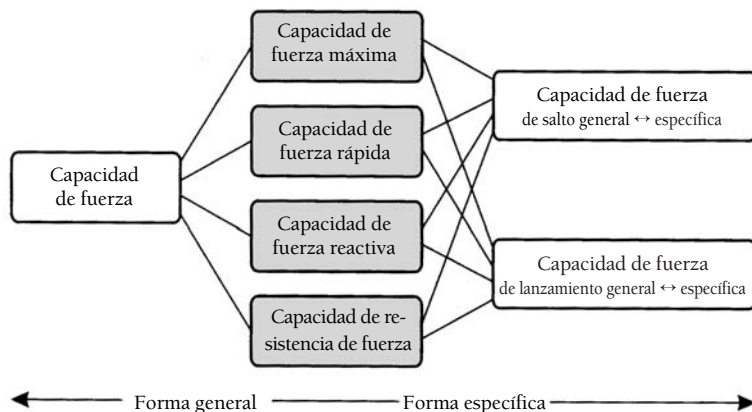 Capacidad de
fuerza máxima
Capacidad de
fuerza rápida
Capacidad
de fuerza
Capacidad de
fuerza reactiva
Capacidad de re-
sistencia de fuerza
Capacidad de fuerza
de salto general ↔ específica
Capacidad de fuerza
de lanzamiento general ↔ específica
Forma general
Forma específica